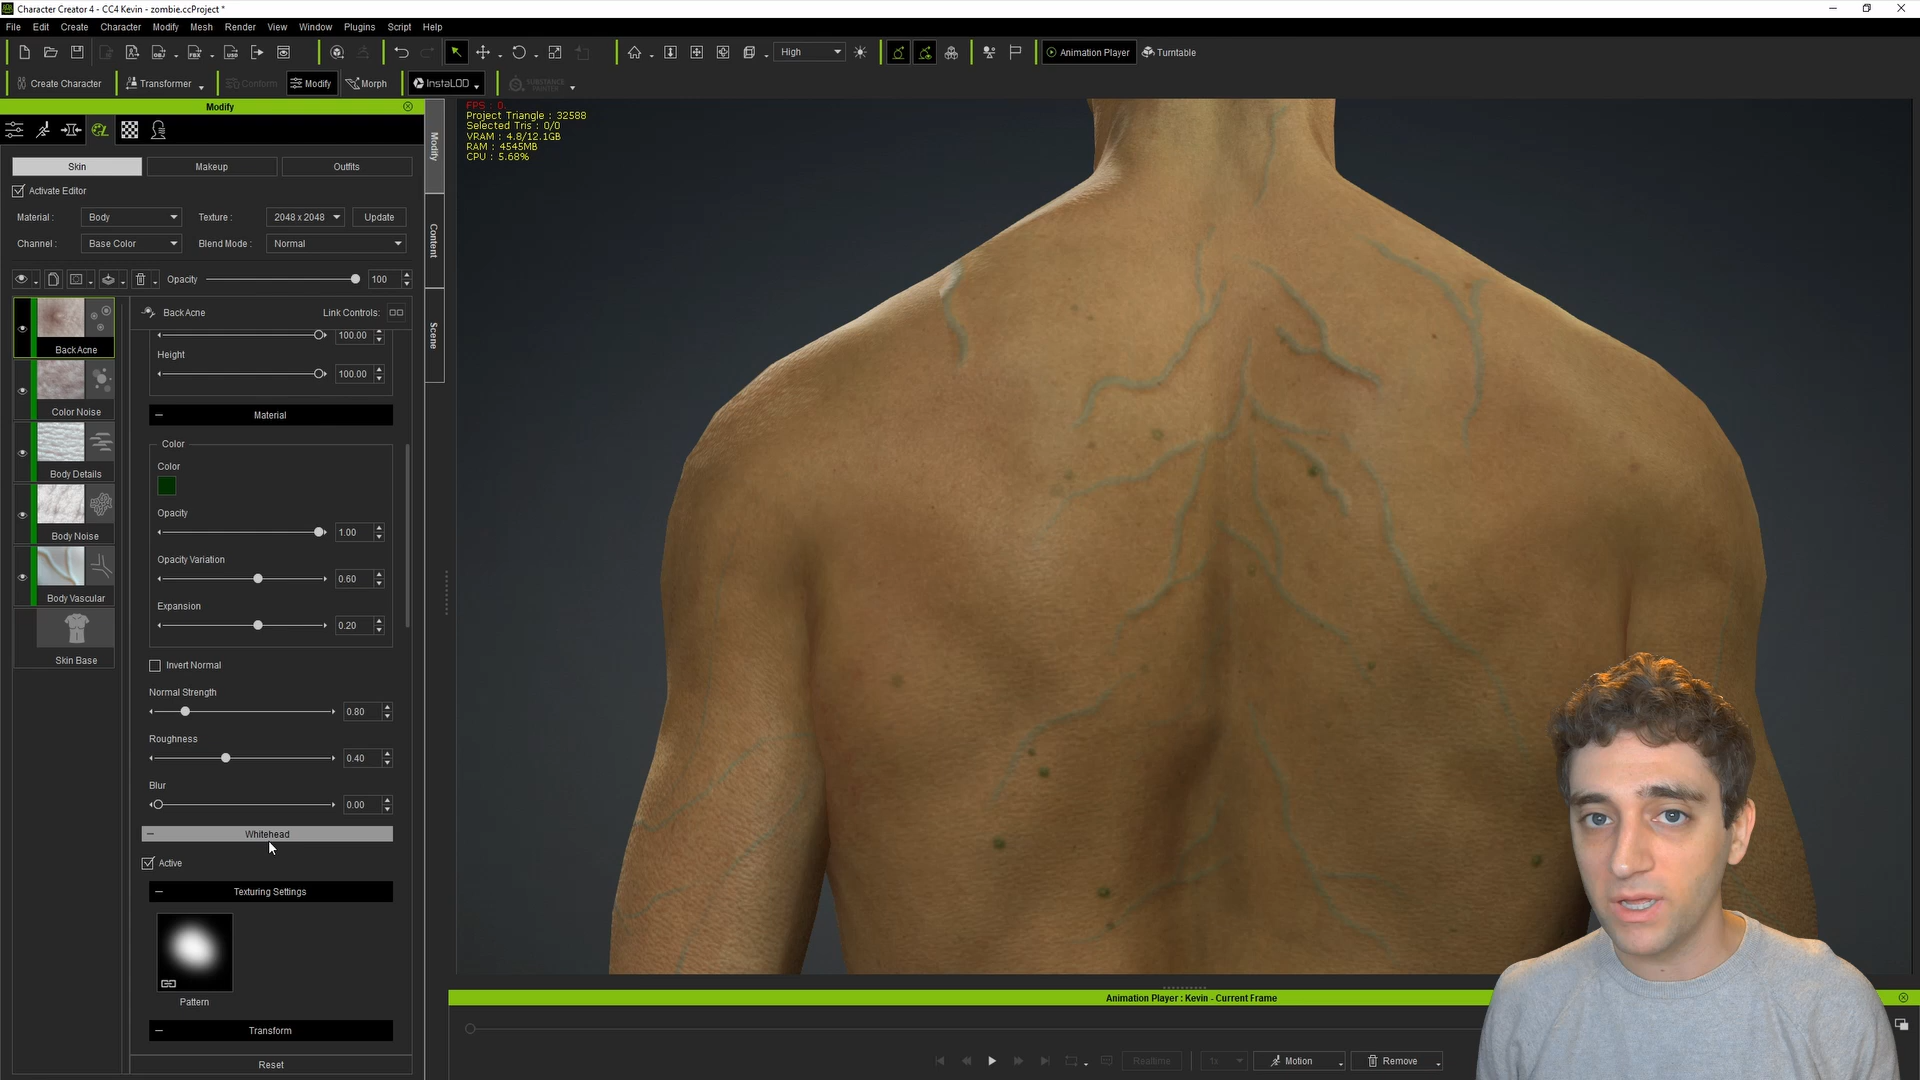 Character Creator 4 - CC4 Kevin - zombie.ccProject *
File Edit Create Character Modify Mesh Render View Window Plugins Script Help
High
Animation Player
Turntable
Create Character
Transformer
Conform
Modify
Morph
InstaLOD
SUBSTANCE PAINTER
Modify
Modify
Content
Scene
FPS : 0.
Project Triangle : 32588
Selected Tris : 0/0
VRAM : 4.8/12.1GB
RAM : 4545MB
CPU : 5.68%
Skin
Makeup
Outfits
Activate Editor
Material : Body
Texture : 2048 x 2048
Update
Channel : Base Color
Blend Mode : Normal
Opacity 100
Back Acne
Color Noise
Body Details
Body Noise
Body Vascular
Skin Base
Back Acne
Link Controls:
100.00
Height
100.00
Material
Color
Color
Opacity
1.00
Opacity Variation
0.60
Expansion
0.20
Invert Normal
Normal Strength
0.80
Roughness
0.40
Blur
0.00
Whitehead
Active
Texturing Settings
Pattern
Transform
Reset
Animation Player : Kevin - Current Frame
Realtime
1x
Motion
Remove